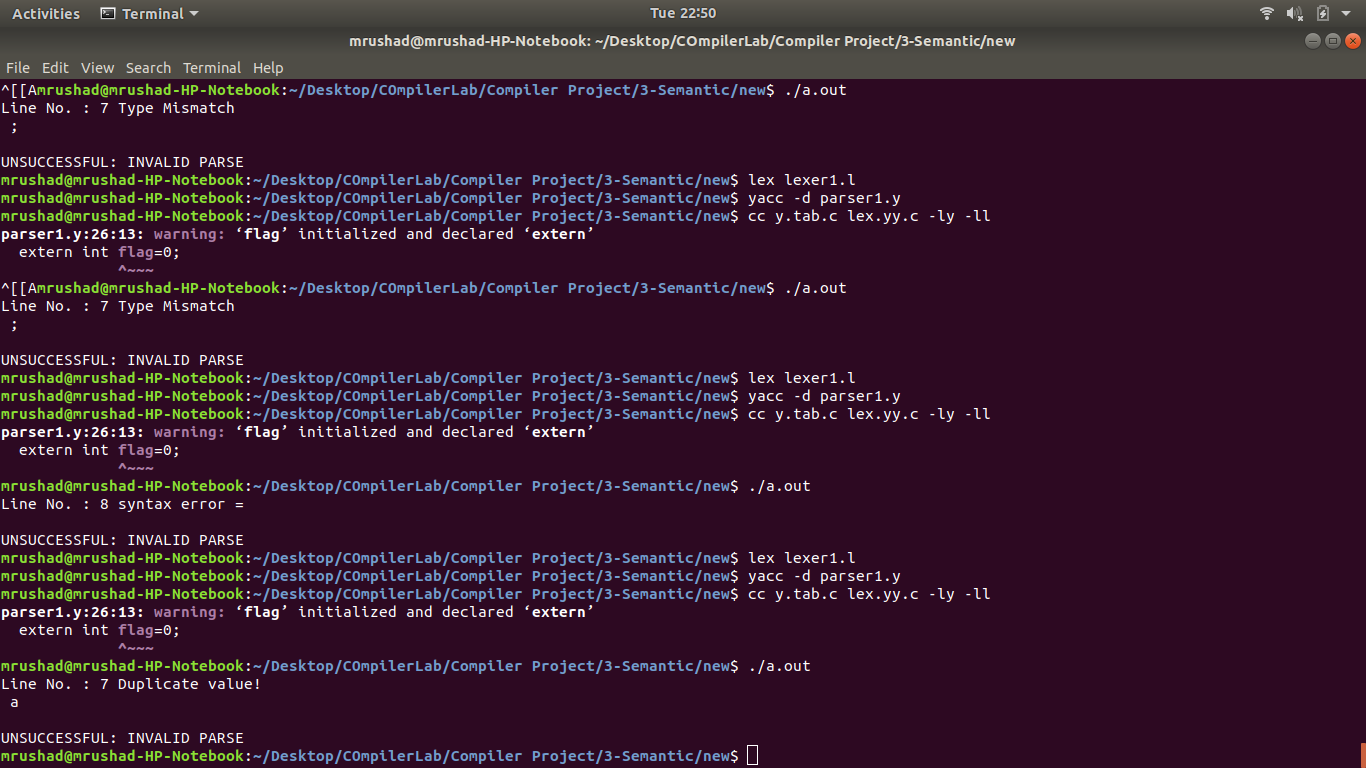 Activities Terminal Tue 22:50
mrushad@mrushad-HP-Notebook: ~/Desktop/COmpilerLab/Compiler Project/3-Semantic/new
File Edit View Search Terminal Help
^[[Amrushad@mrushad-HP-Notebook:~/Desktop/COmpilerLab/Compiler Project/3-Semantic/new$ ./a.out
Line No. : 7 Type Mismatch
 ;
UNSUCCESSFUL: INVALID PARSE
mrushad@mrushad-HP-Notebook:~/Desktop/COmpilerLab/Compiler Project/3-Semantic/new$ lex lexer1.l
mrushad@mrushad-HP-Notebook:~/Desktop/COmpilerLab/Compiler Project/3-Semantic/new$ yacc -d parser1.y
mrushad@mrushad-HP-Notebook:~/Desktop/COmpilerLab/Compiler Project/3-Semantic/new$ cc y.tab.c lex.yy.c -ly -ll
parser1.y:26:13: warning: ‘flag’ initialized and declared ‘extern’
  extern int flag=0;
             ^~~~
^[[Amrushad@mrushad-HP-Notebook:~/Desktop/COmpilerLab/Compiler Project/3-Semantic/new$ ./a.out
Line No. : 7 Type Mismatch
 ;
UNSUCCESSFUL: INVALID PARSE
mrushad@mrushad-HP-Notebook:~/Desktop/COmpilerLab/Compiler Project/3-Semantic/new$ lex lexer1.l
mrushad@mrushad-HP-Notebook:~/Desktop/COmpilerLab/Compiler Project/3-Semantic/new$ yacc -d parser1.y
mrushad@mrushad-HP-Notebook:~/Desktop/COmpilerLab/Compiler Project/3-Semantic/new$ cc y.tab.c lex.yy.c -ly -ll
parser1.y:26:13: warning: ‘flag’ initialized and declared ‘extern’
  extern int flag=0;
             ^~~~
mrushad@mrushad-HP-Notebook:~/Desktop/COmpilerLab/Compiler Project/3-Semantic/new$ ./a.out
Line No. : 8 syntax error =
UNSUCCESSFUL: INVALID PARSE
mrushad@mrushad-HP-Notebook:~/Desktop/COmpilerLab/Compiler Project/3-Semantic/new$ lex lexer1.l
mrushad@mrushad-HP-Notebook:~/Desktop/COmpilerLab/Compiler Project/3-Semantic/new$ yacc -d parser1.y
mrushad@mrushad-HP-Notebook:~/Desktop/COmpilerLab/Compiler Project/3-Semantic/new$ cc y.tab.c lex.yy.c -ly -ll
parser1.y:26:13: warning: ‘flag’ initialized and declared ‘extern’
  extern int flag=0;
             ^~~~
mrushad@mrushad-HP-Notebook:~/Desktop/COmpilerLab/Compiler Project/3-Semantic/new$ ./a.out
Line No. : 7 Duplicate value!
 a
UNSUCCESSFUL: INVALID PARSE
mrushad@mrushad-HP-Notebook:~/Desktop/COmpilerLab/Compiler Project/3-Semantic/new$